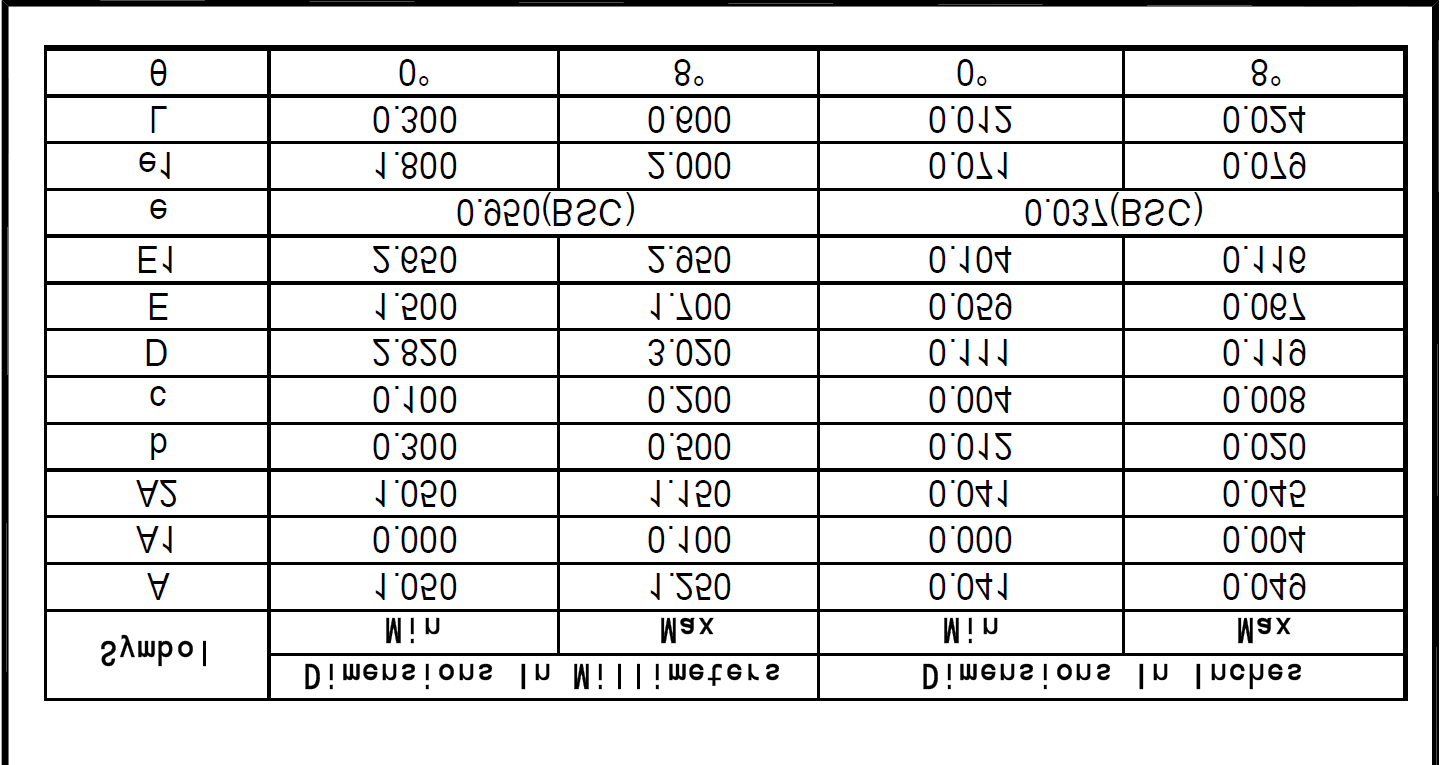 Symbol Dimensions In Millimeters Dimensions In Inches
Min Max Min Max
A 1.050 1.250 0.041 0.049
A1 0.000 0.100 0.000 0.004
A2 1.050 1.150 0.041 0.045
b 0.300 0.500 0.012 0.020
c 0.100 0.200 0.004 0.008
D 2.820 3.020 0.111 0.119
E 1.500 1.700 0.059 0.067
E1 2.650 2.950 0.104 0.116
e 0.950(BSC) 0.037(BSC)
e1 1.800 2.000 0.071 0.079
L 0.300 0.600 0.012 0.024
θ 0° 8° 0° 8°